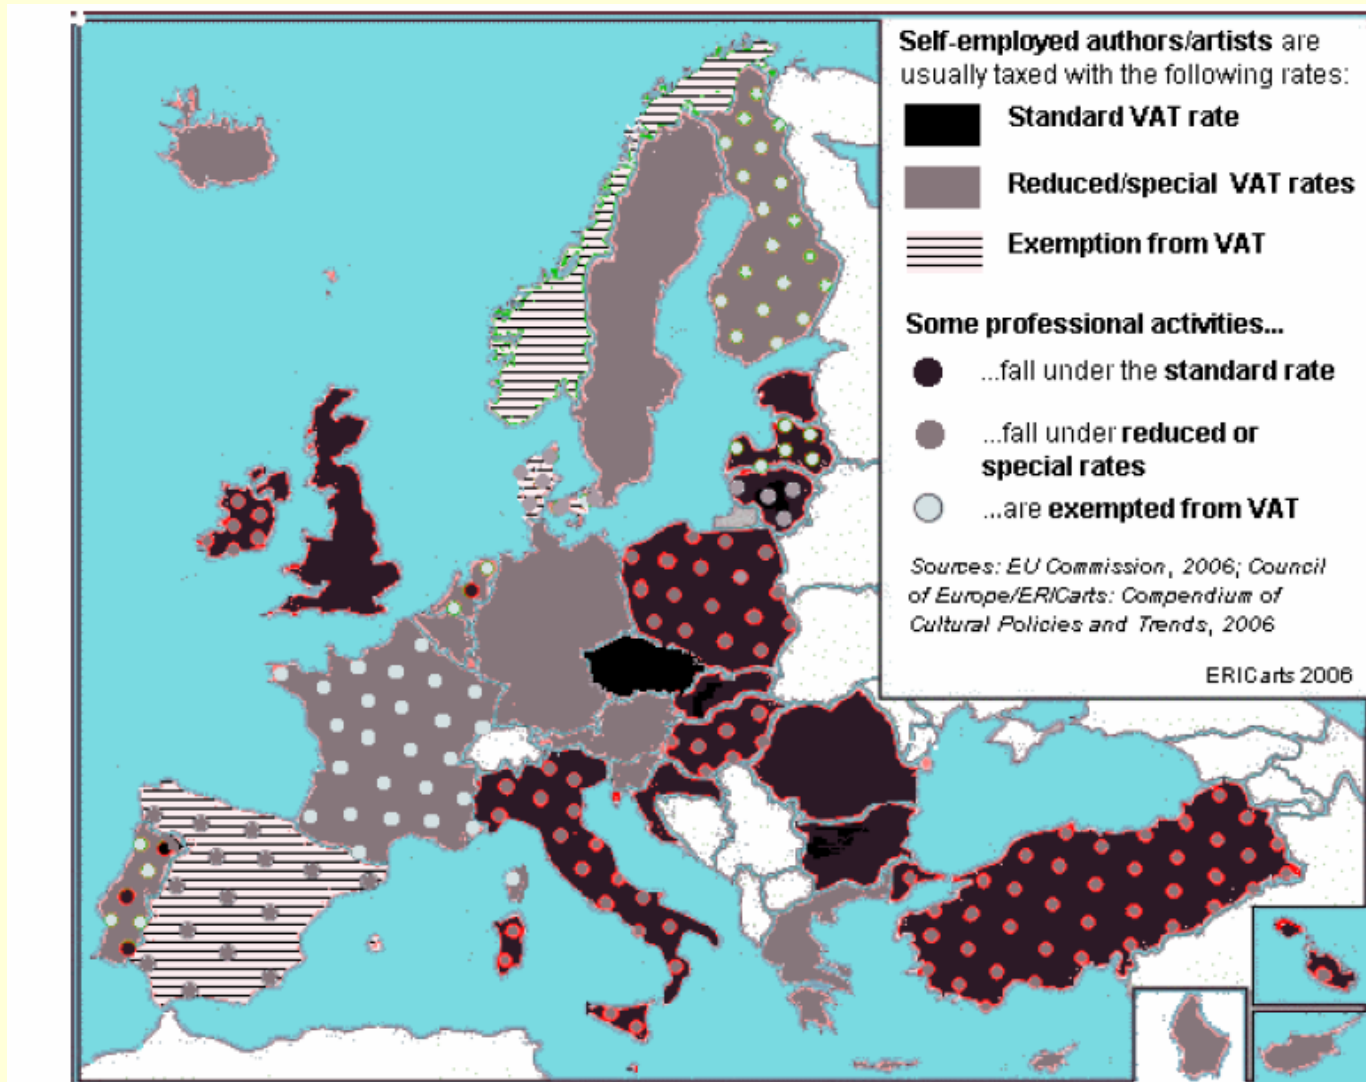 Self-employed authors/artists are
usually taxed with the following rates:
Standard VAT rate
Reduced/special VAT rates
Exemption from VAT
Some professional activities...
...fall under the standard rate
...fall under reduced or
special rates
...are exempted from VAT
Sources: EU Commission, 2006; Council
of Europe/ERICarts: Compendium of
Cultural Policies and Trends, 2006
ERICarts 2006